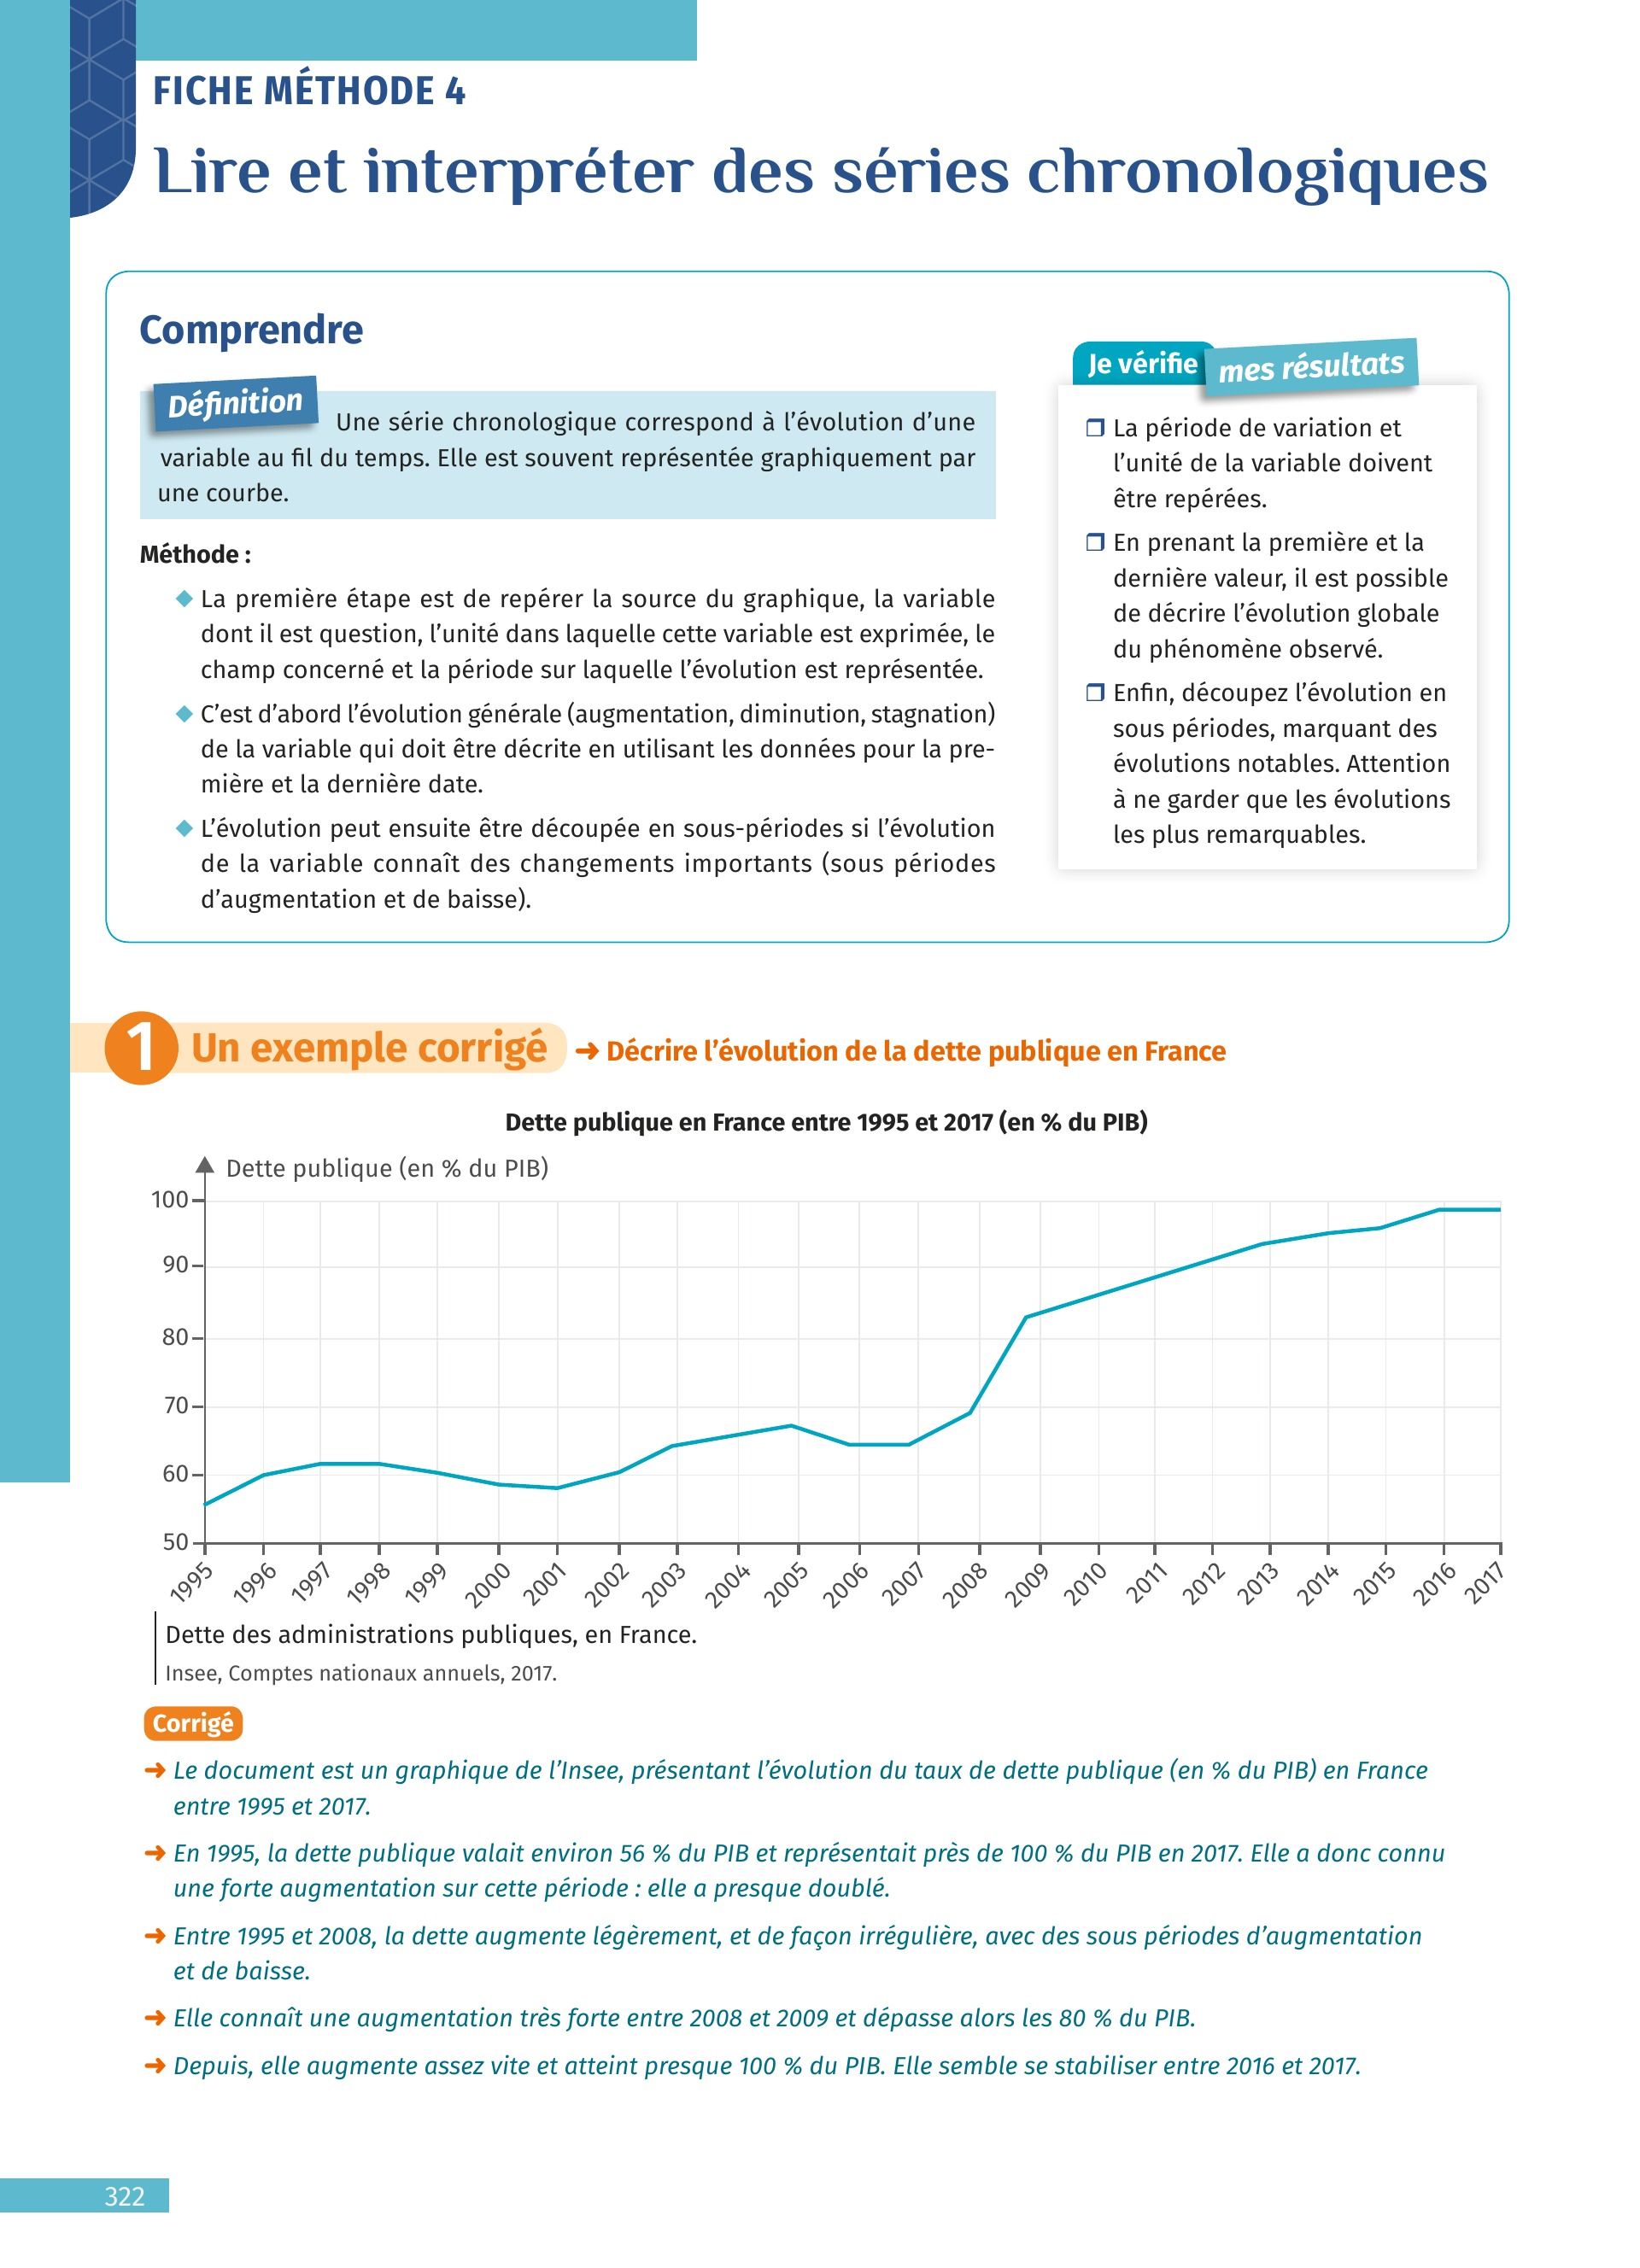 FICHE MÉTHODE 4
Lire et interpréter des séries chronologiques
Comprendre
Définition
Une série chronologique correspond à l’évolution d’une
variable au fil du temps. Elle est souvent représentée graphiquement par
une courbe.
Méthode :
◆ La première étape est de repérer la source du graphique, la variable
dont il est question, l’unité dans laquelle cette variable est exprimée, le
champ concerné et la période sur laquelle l’évolution est représentée.
◆ C’est d’abord l’évolution générale (augmentation, diminution, stagnation)
de la variable qui doit être décrite en utilisant les données pour la pre-
mière et la dernière date.
◆ L’évolution peut ensuite être découpée en sous-périodes si l’évolution
de la variable connaît des changements importants (sous périodes
d’augmentation et de baisse).
Je vérifie mes résultats
❒ La période de variation et
l’unité de la variable doivent
être repérées.
❒ En prenant la première et la
dernière valeur, il est possible
de décrire l’évolution globale
du phénomène observé.
❒ Enfin, découpez l’évolution en
sous périodes, marquant des
évolutions notables. Attention
à ne garder que les évolutions
les plus remarquables.
1 Un exemple corrigé ➜ Décrire l’évolution de la dette publique en France
Dette publique en France entre 1995 et 2017 (en % du PIB)
Dette publique (en % du PIB)
100
90
80
70
60
50
1995 1996 1997 1998 1999 2000 2001 2002 2003 2004 2005 2006 2007 2008 2009 2010 2011 2012 2013 2014 2015 2016 2017
Dette des administrations publiques, en France.
Insee, Comptes nationaux annuels, 2017.
Corrigé
➜ Le document est un graphique de l’Insee, présentant l’évolution du taux de dette publique (en % du PIB) en France
entre 1995 et 2017.
➜ En 1995, la dette publique valait environ 56 % du PIB et représentait près de 100 % du PIB en 2017. Elle a donc connu
une forte augmentation sur cette période : elle a presque doublé.
➜ Entre 1995 et 2008, la dette augmente légèrement, et de façon irrégulière, avec des sous périodes d’augmentation
et de baisse.
➜ Elle connaît une augmentation très forte entre 2008 et 2009 et dépasse alors les 80 % du PIB.
➜ Depuis, elle augmente assez vite et atteint presque 100 % du PIB. Elle semble se stabiliser entre 2016 et 2017.
322